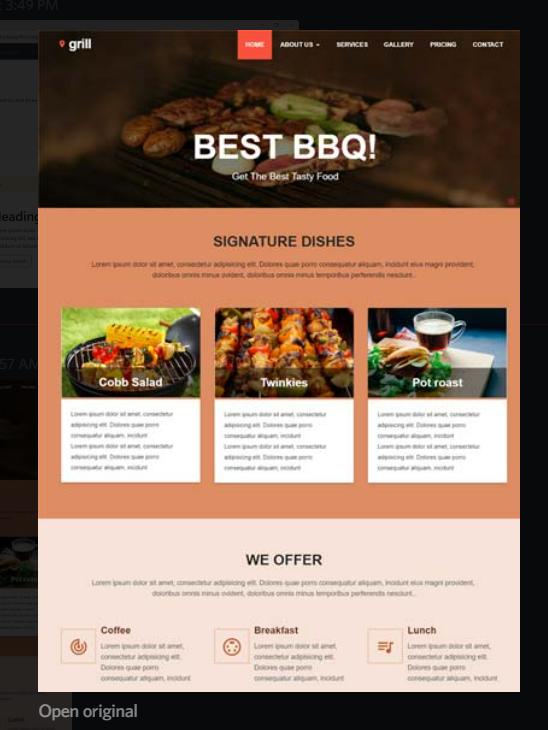 3:49 PM
grill
HOME ABOUT US SERVICES GALLERY PRICING CONTACT
BEST BBQ!
Get The Best Tasty Food
SIGNATURE DISHES
Lorem ipsum dolor sit amet, consectetur adipisicing elit. Dolores quae porro consequatur aliquam, incidunt eius magni provident,
doloribus omnis minus ovident, doloribus omnis minus temporibus perferendis nesciunt..
Cobb Salad
Lorem ipsum dolor sit amet, consectetur
adipisicing elit. Dolores quae porro
consequatur aliquam, incidunt
Lorem ipsum dolor sit amet, consectetur
adipisicing elit. Dolores quae porro
consequatur aliquam, incidunt
Twinkies
Lorem ipsum dolor sit amet, consectetur
adipisicing elit. Dolores quae porro
consequatur aliquam, incidunt
Lorem ipsum dolor sit amet, consectetur
adipisicing elit. Dolores quae porro
consequatur aliquam, incidunt
Pot roast
Lorem ipsum dolor sit amet, consectetur
adipisicing elit. Dolores quae porro
consequatur aliquam, incidunt
Lorem ipsum dolor sit amet, consectetur
adipisicing elit. Dolores quae porro
consequatur aliquam, incidunt
WE OFFER
Lorem ipsum dolor sit amet, consectetur adipisicing elit. Dolores quae porro consequatur aliquam, incidunt eius magni provident,
doloribus omnis minus ovident, doloribus omnis minus temporibus perferendis nesciunt..
Coffee
Lorem ipsum dolor sit amet,
consectetur adipisicing elit.
Dolores quae porro
consequatur aliquam, incidunt
Breakfast
Lorem ipsum dolor sit amet,
consectetur adipisicing elit.
Dolores quae porro
consequatur aliquam, incidunt
Lunch
Lorem ipsum dolor sit amet,
consectetur adipisicing elit.
Dolores quae porro
consequatur aliquam, incidunt
Open original